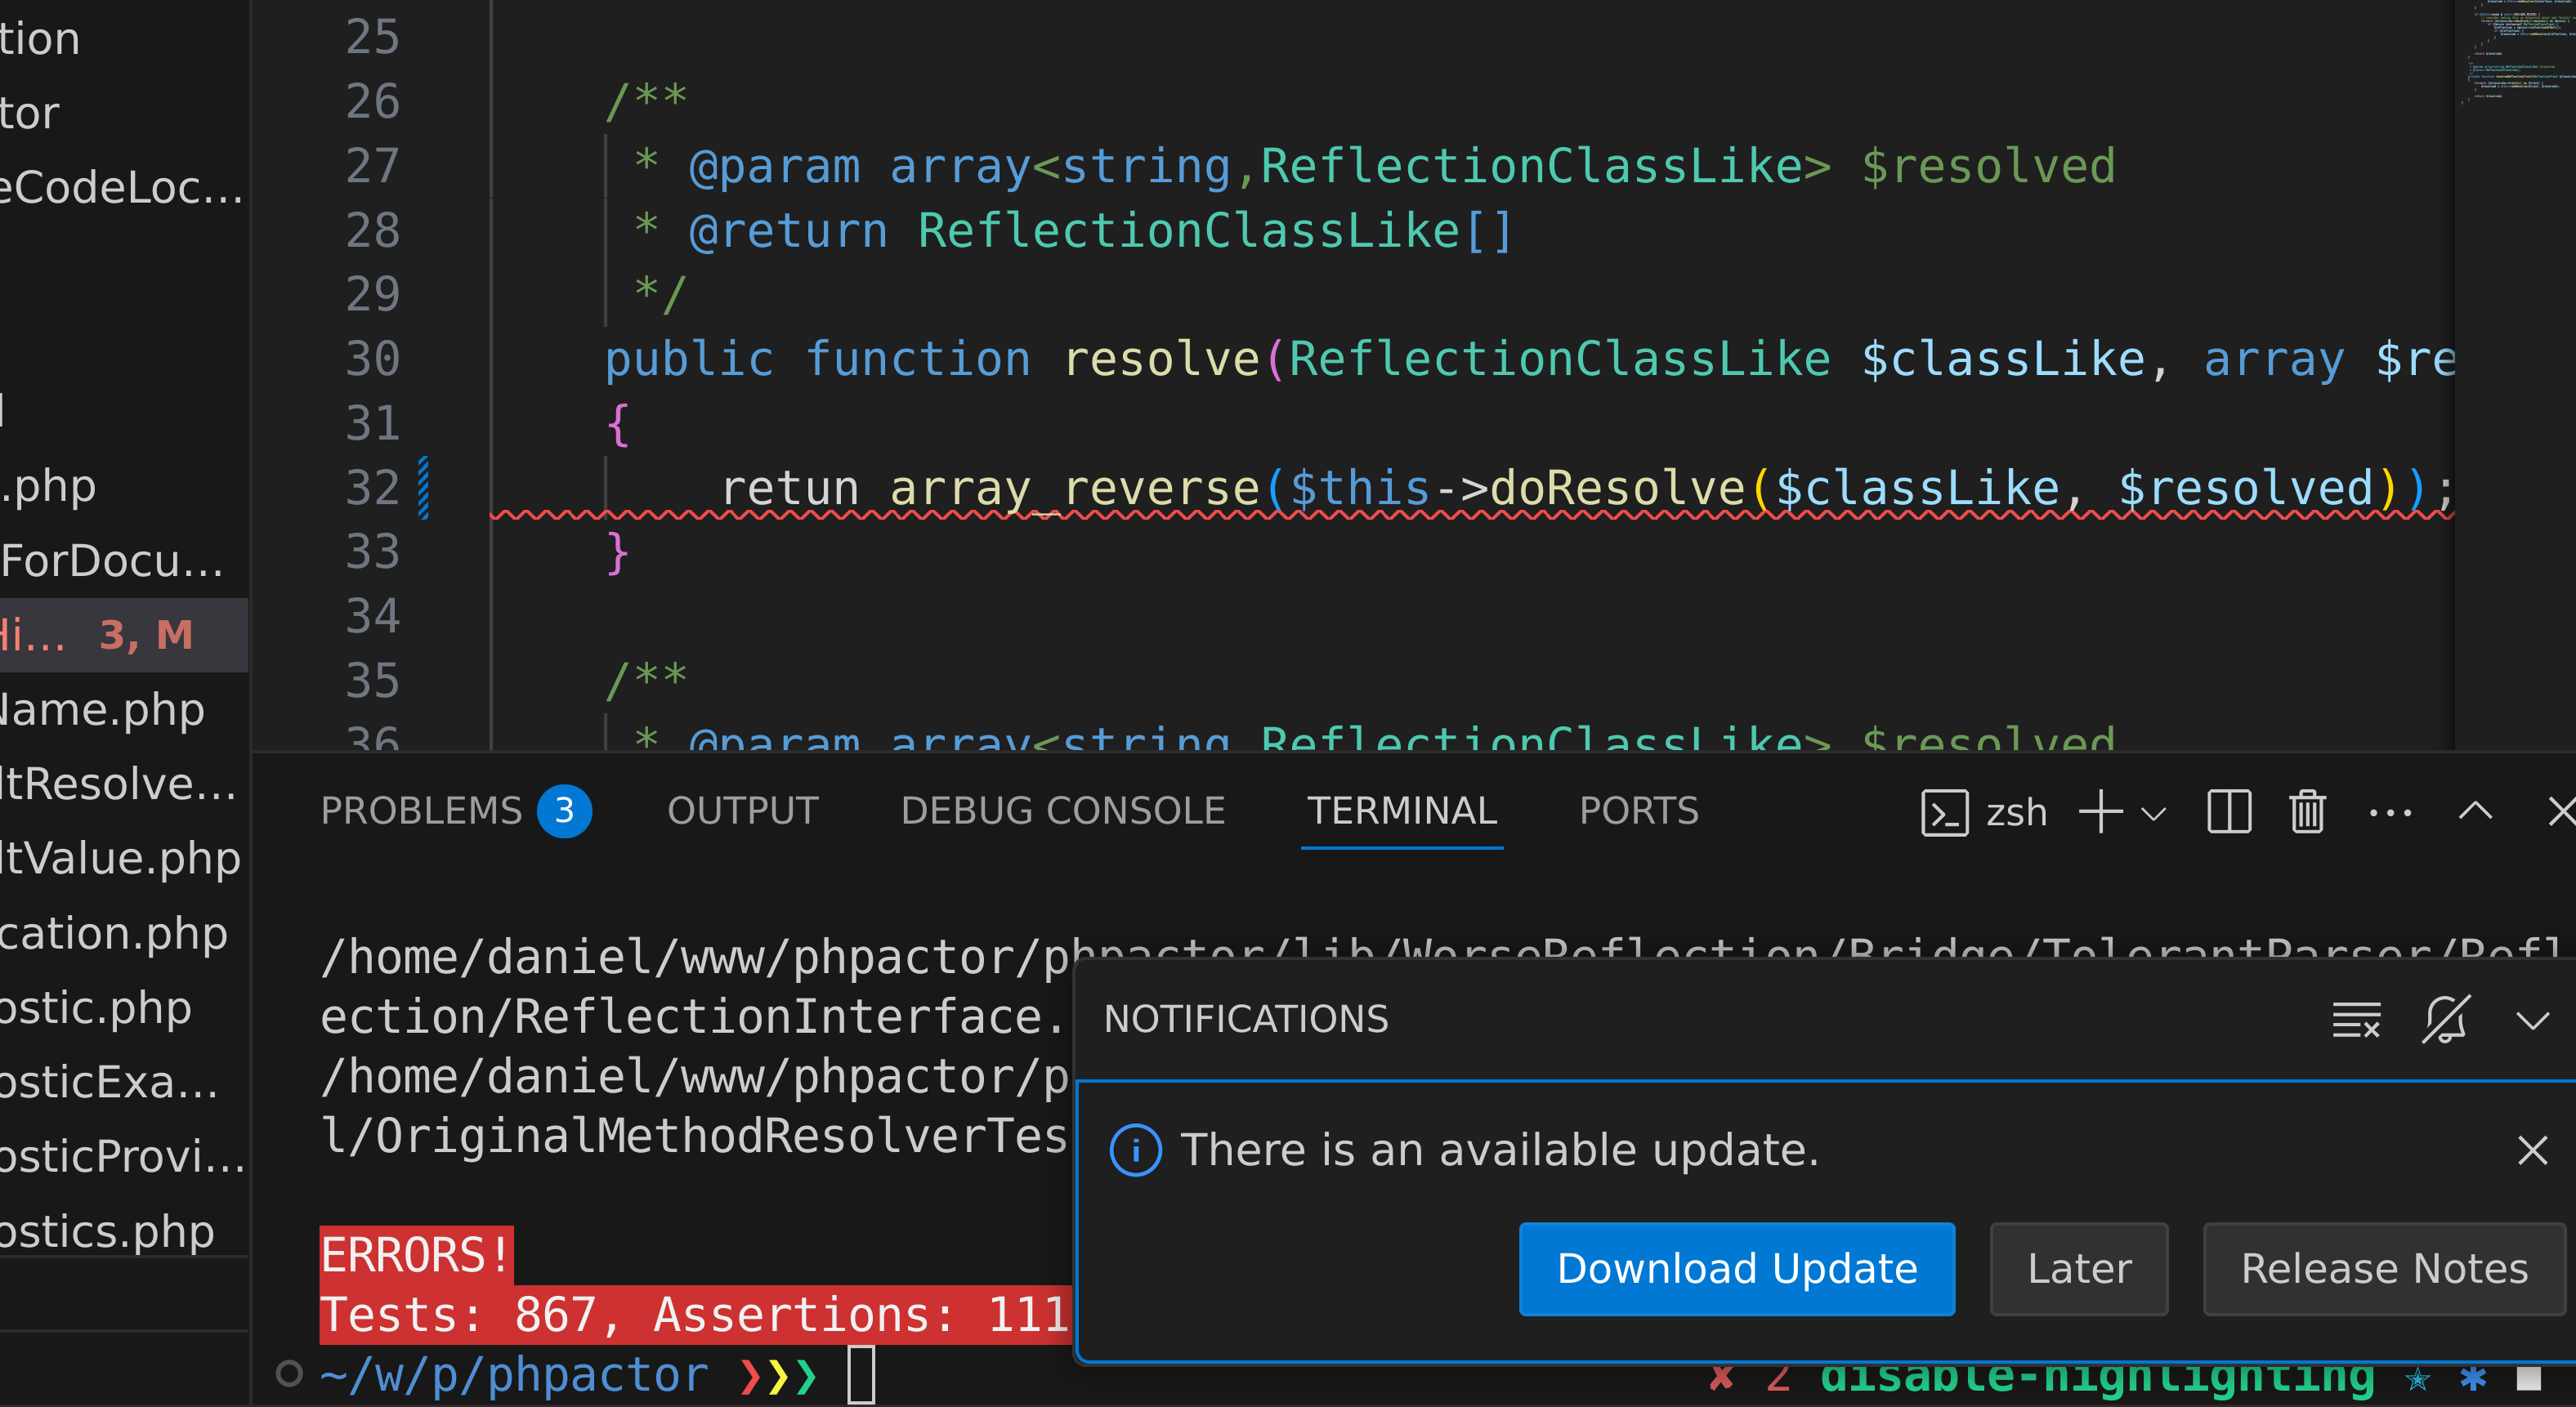 tion
tor
eCodeLoc...
.php
ForDocu...
Hi... 3, M
Name.php
ltResolve...
ltValue.php
cation.php
ostic.php
osticExa...
osticProvi...
ostics.php
25
26 /**
27 * @param array<string,ReflectionClassLike> $resolved
28 * @return ReflectionClassLike[]
29 */
30 public function resolve(ReflectionClassLike $classLike, array $re
31 {
32 retun array_reverse($this->doResolve($classLike, $resolved));
33 }
34
35 /**
36 * @param array<string,ReflectionClassLike> $resolved
PROBLEMS 3 OUTPUT DEBUG CONSOLE TERMINAL PORTS zsh
/home/daniel/www/phpactor/phpactor/lib/WorseReflection/Bridge/TolerantParser/Refl
ection/ReflectionInterface.
/home/daniel/www/phpactor/p
l/OriginalMethodResolverTes
ERRORS!
Tests: 867, Assertions: 111
~/w/p/phpactor ❯❯❯ ✘ 2 disable-highlighting
NOTIFICATIONS
There is an available update.
Download Update Later Release Notes